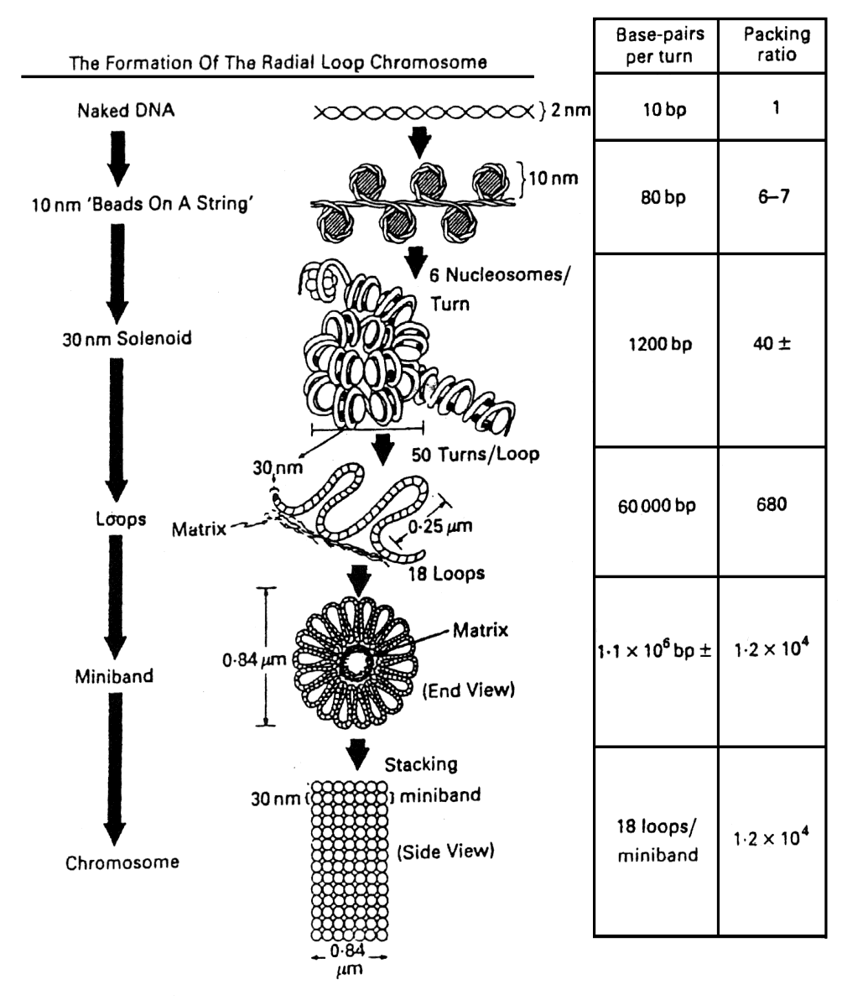 Base-pairs
per turn
Packing
ratio
The Formation Of The Radial Loop Chromosome
Naked DNA
2 nm
10 bp
1
10 nm
10 nm 'Beads On A String'
80 bp
6–7
6 Nucleosomes/
Turn
30 nm Solenoid
1200 bp
40 ±
50 Turns/Loop
30 nm
Loops
Matrix
0·25 µm
60 000 bp
680
18 Loops
Matrix
0·84 µm
Miniband
(End View)
1·1 × 10⁶ bp ±
1·2 × 10⁴
Stacking
30 nm
miniband
(Side View)
Chromosome
18 loops/
miniband
1·2 × 10⁴
0·84
µm